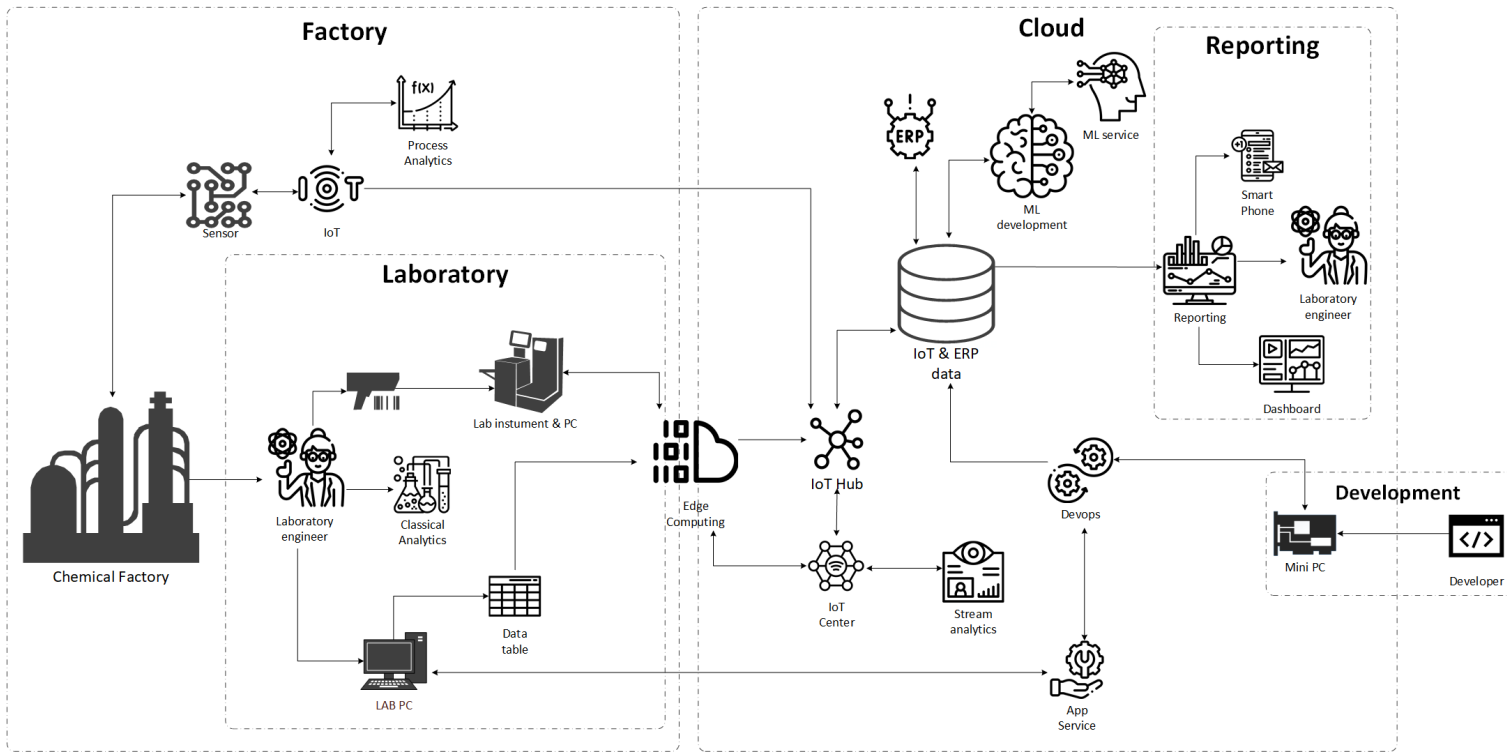 Factory
Cloud
Reporting
f(X)
Process
Analytics
ERP
ML service
+1
Smart
Phone
Sensor
IOT
IoT
ML
development
Laboratory
Reporting
Laboratory
engineer
IoT & ERP
data
Dashboard
Lab instument & PC
Chemical Factory
Laboratory
engineer
Classical
Analytics
Edge
Computing
IoT Hub
Devops
Development
</>
Mini PC
Developer
IoT
Center
Stream
analytics
Data
table
LAB PC
App
Service